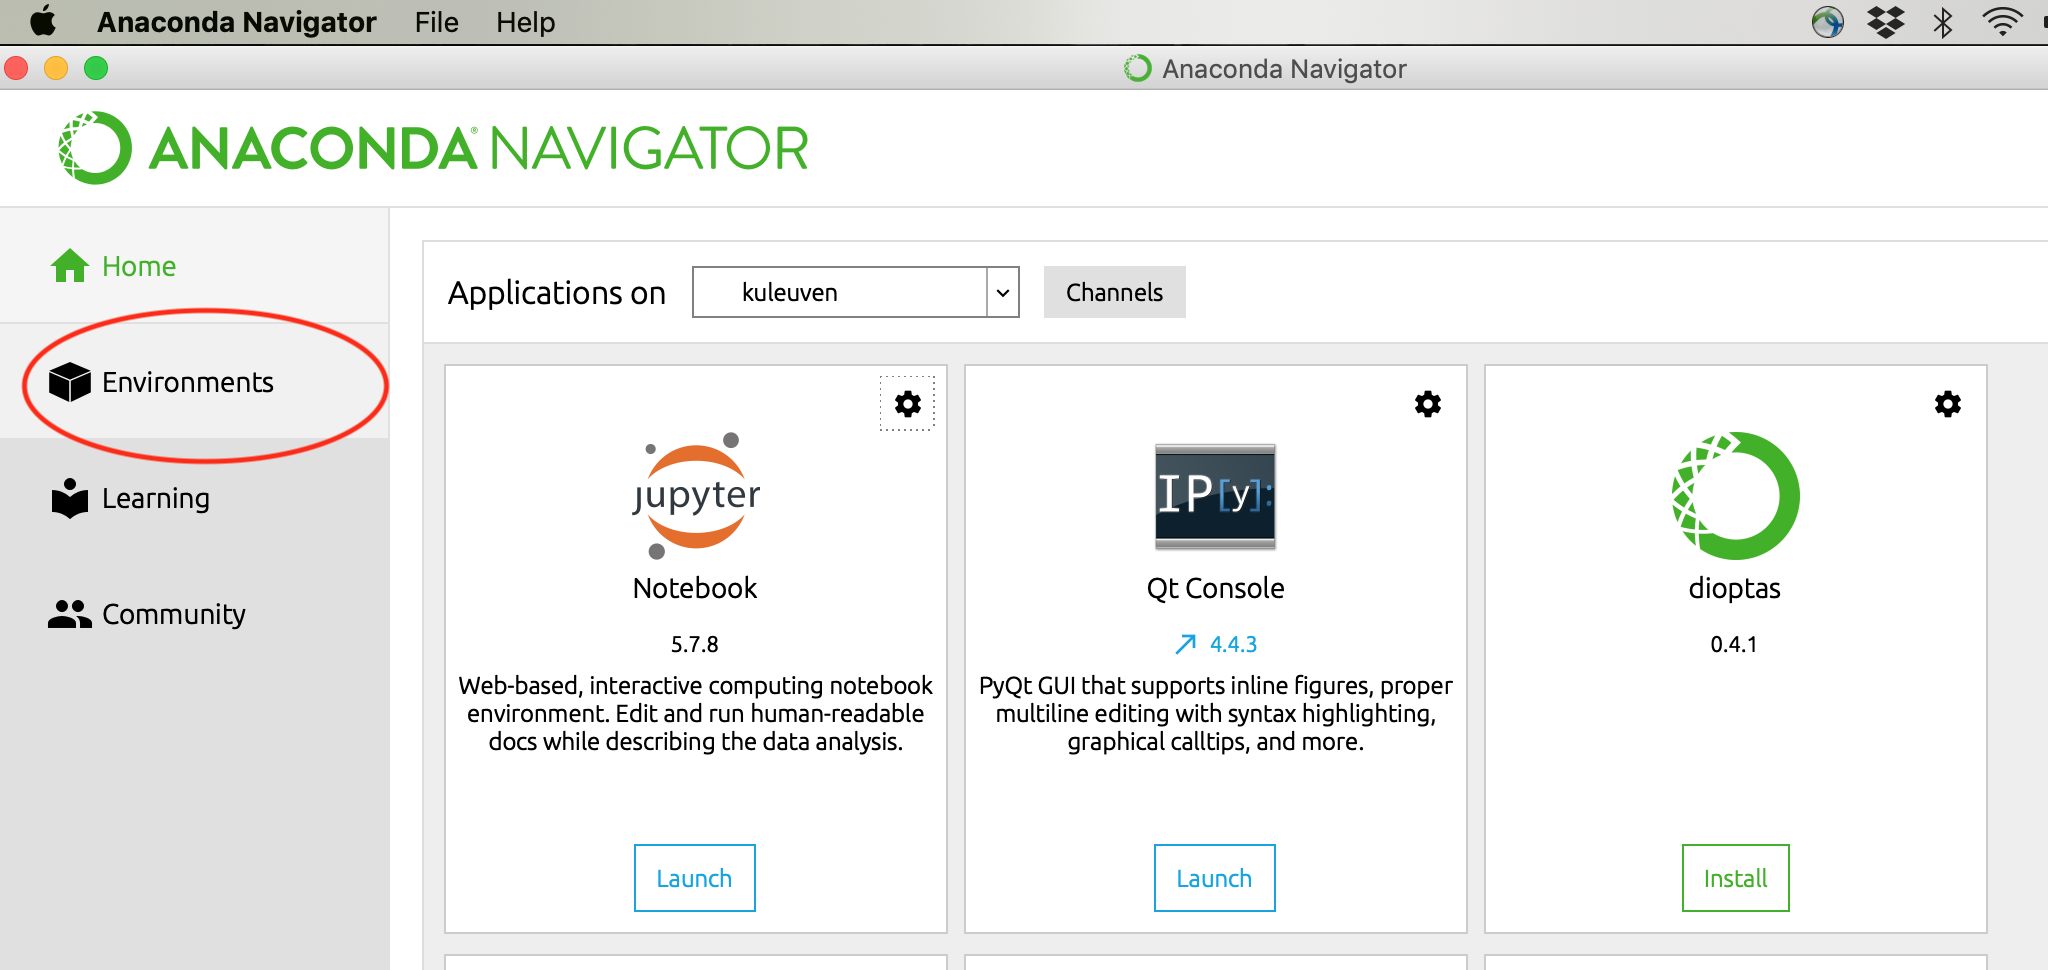 Anaconda Navigator File Help
Anaconda Navigator
ANACONDA® NAVIGATOR
Home
Environments
Learning
Community
Applications on kuleuven Channels
jupyter
Notebook
5.7.8
Web-based, interactive computing notebook
environment. Edit and run human-readable
docs while describing the data analysis.
Launch
IP[y]:
Qt Console
4.4.3
PyQt GUI that supports inline figures, proper
multiline editing with syntax highlighting,
graphical calltips, and more.
Launch
dioptas
0.4.1
Install